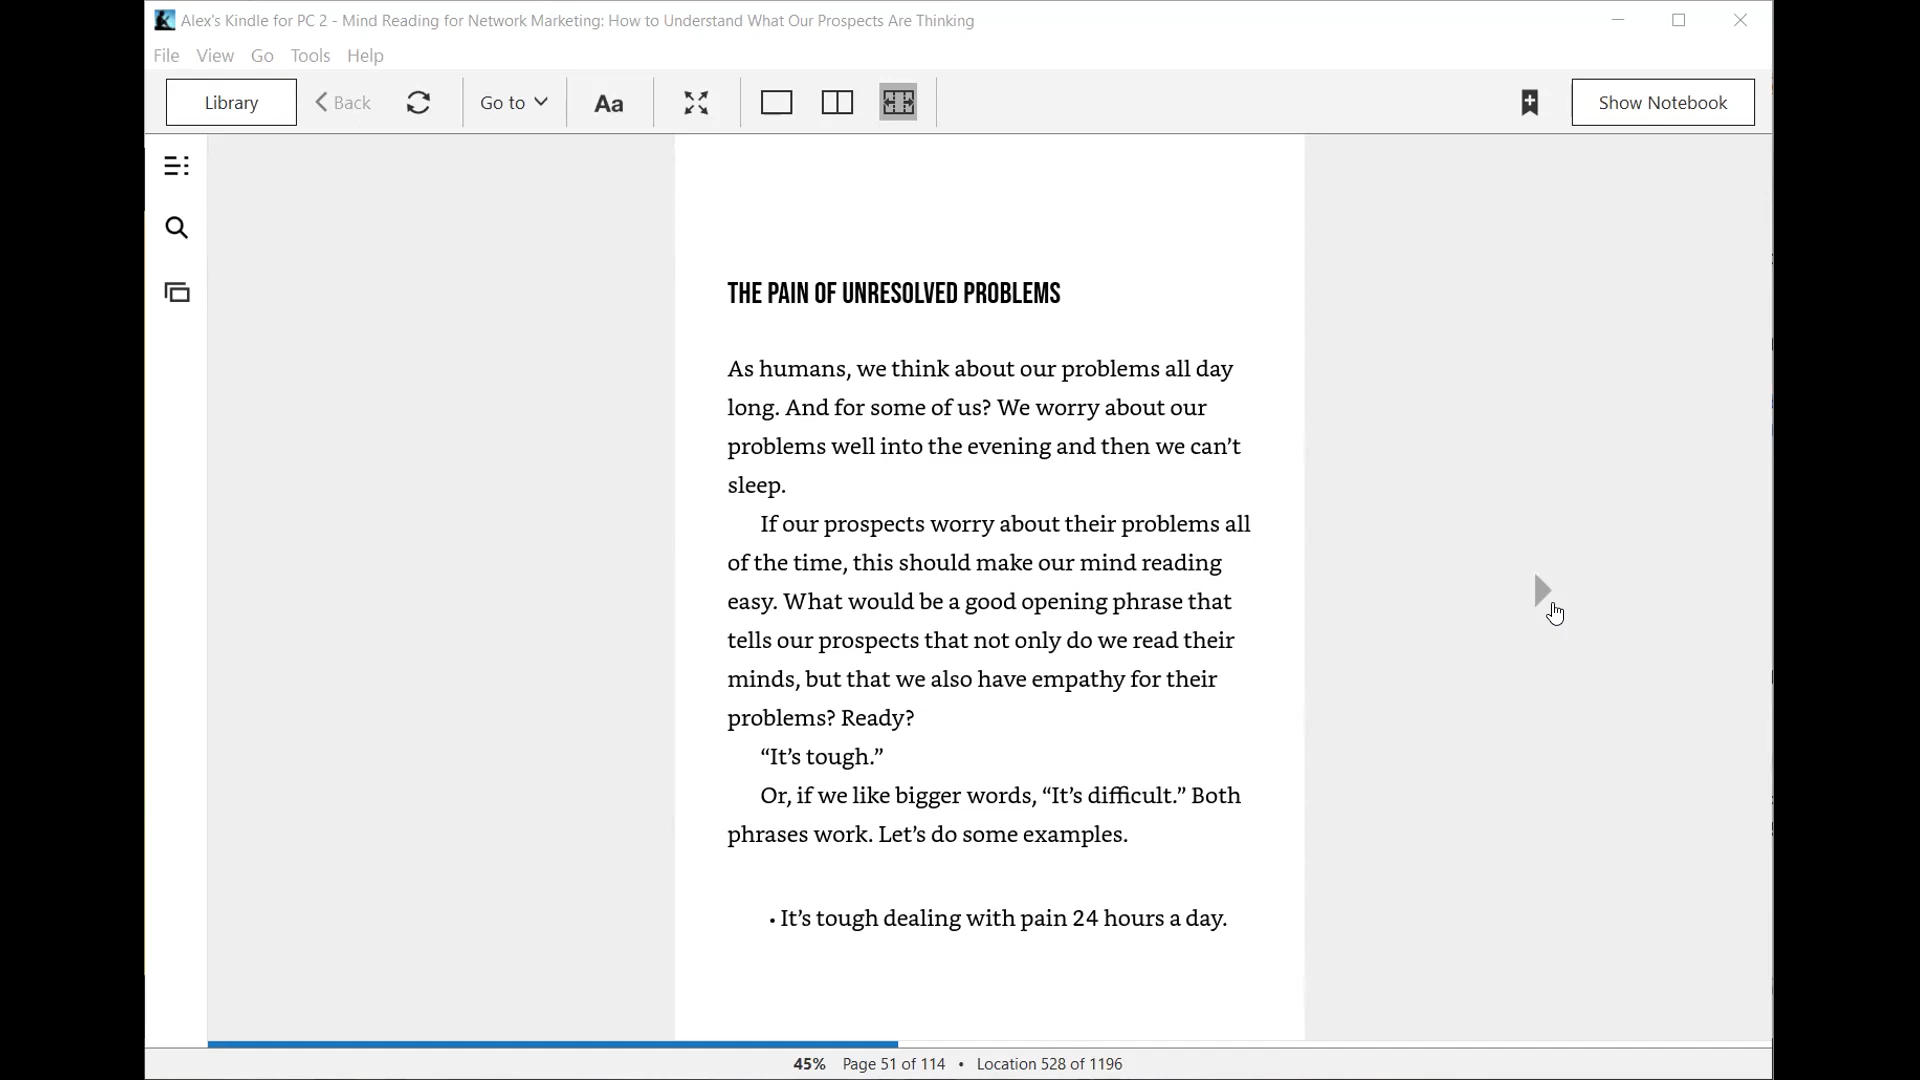 Alex's Kindle for PC 2 - Mind Reading for Network Marketing: How to Understand What Our Prospects Are Thinking
File View Go Tools Help
Library Back Go to Aa Show Notebook
THE PAIN OF UNRESOLVED PROBLEMS
As humans, we think about our problems all day
long. And for some of us? We worry about our
problems well into the evening and then we can’t
sleep.
If our prospects worry about their problems all
of the time, this should make our mind reading
easy. What would be a good opening phrase that
tells our prospects that not only do we read their
minds, but that we also have empathy for their
problems? Ready?
“It’s tough.”
Or, if we like bigger words, “It’s difficult.” Both
phrases work. Let’s do some examples.
• It’s tough dealing with pain 24 hours a day.
45% Page 51 of 114 • Location 528 of 1196